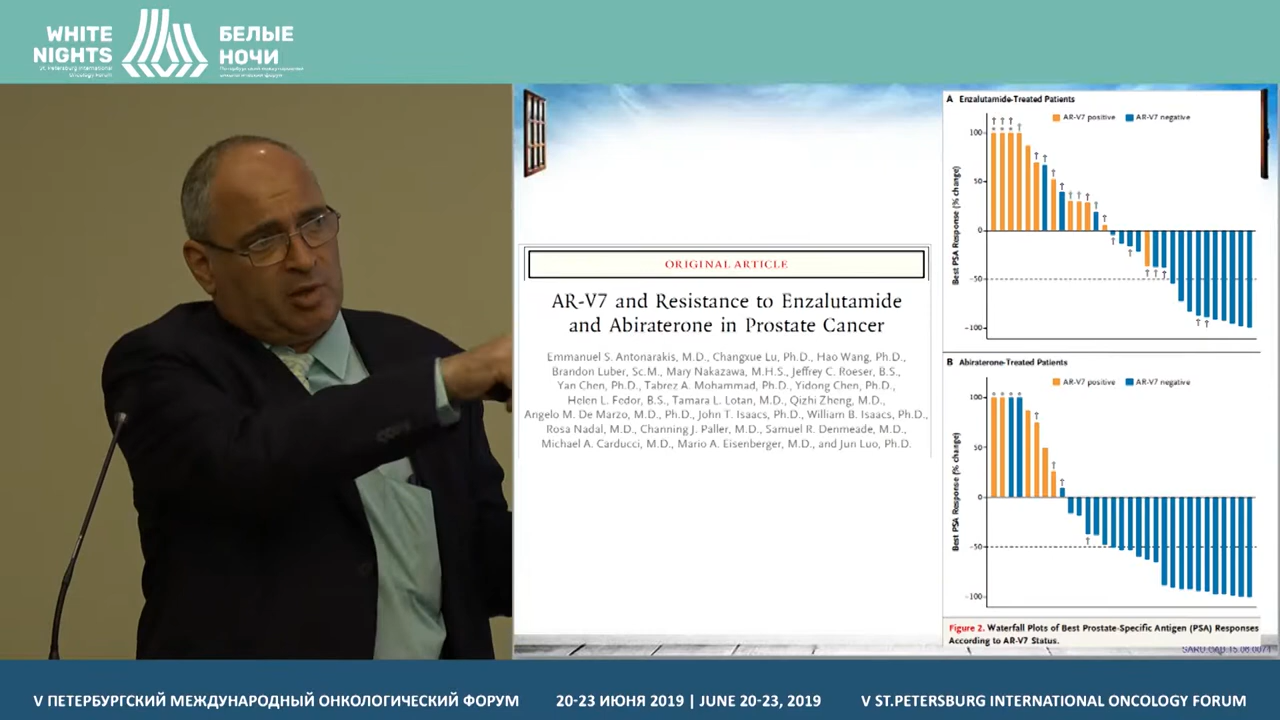 WHITE
NIGHTS
St. Petersburg International
Oncology Forum
БЕЛЫЕ
НОЧИ
Петербургский международный
онкологический форум
ORIGINAL ARTICLE
AR-V7 and Resistance to Enzalutamide
and Abiraterone in Prostate Cancer
Emmanuel S. Antonarakis, M.D., Changxue Lu, Ph.D., Hao Wang, Ph.D.,
Brandon Luber, Sc.M., Mary Nakazawa, M.H.S., Jeffrey C. Roeser, B.S.,
Yan Chen, Ph.D., Tabrez A. Mohammad, Ph.D., Yidong Chen, Ph.D.,
Helen L. Fedor, B.S., Tamara L. Lotan, M.D., Qizhi Zheng, M.D.,
Angelo M. De Marzo, M.D., Ph.D., John T. Isaacs, Ph.D., William B. Isaacs, Ph.D.,
Rosa Nadal, M.D., Channing J. Paller, M.D., Samuel R. Denmeade, M.D.,
Michael A. Carducci, M.D., Mario A. Eisenberger, M.D., and Jun Luo, Ph.D.
A Enzalutamide-Treated Patients
AR-V7 positive AR-V7 negative
Best PSA Response (% change)
100
50
0
−50
−100
B Abiraterone-Treated Patients
AR-V7 positive AR-V7 negative
Best PSA Response (% change)
100
50
0
−50
−100
Figure 2. Waterfall Plots of Best Prostate-Specific Antigen (PSA) Responses
According to AR-V7 Status.
V ПЕТЕРБУРГСКИЙ МЕЖДУНАРОДНЫЙ ОНКОЛОГИЧЕСКИЙ ФОРУМ
20-23 ИЮНЯ 2019 | JUNE 20-23, 2019
V ST.PETERSBURG INTERNATIONAL ONCOLOGY FORUM